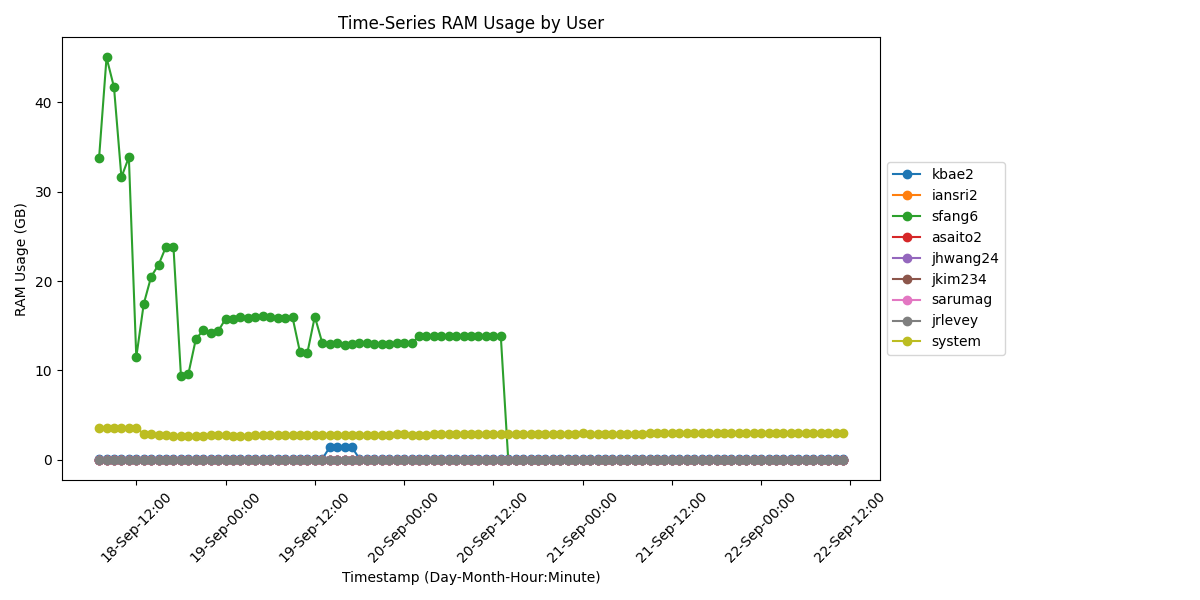 Time-Series RAM Usage by User
RAM Usage (GB)
40
30
20
10
0
18-Sep-12:00
19-Sep-00:00
19-Sep-12:00
20-Sep-00:00
20-Sep-12:00
21-Sep-00:00
21-Sep-12:00
22-Sep-00:00
22-Sep-12:00
Timestamp (Day-Month-Hour:Minute)
kbae2
iansri2
sfang6
asaito2
jhwang24
jkim234
sarumag
jrlevey
system